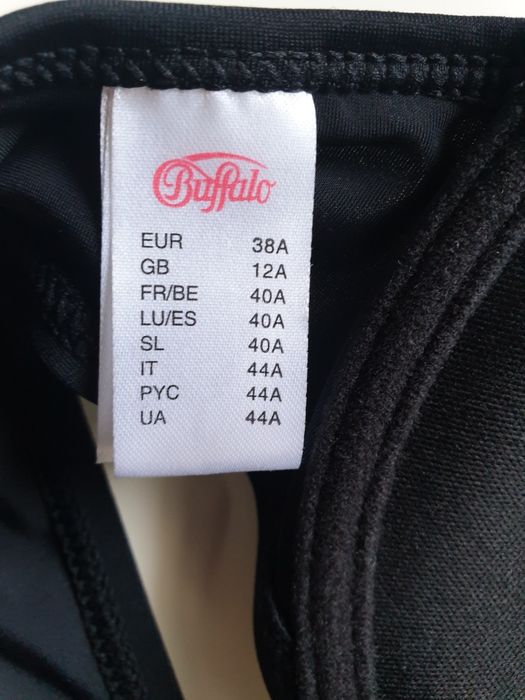 Buffalo
EUR 38A
GB 12A
FR/BE 40A
LU/ES 40A
SL 40A
IT 44A
PYC 44A
UA 44A